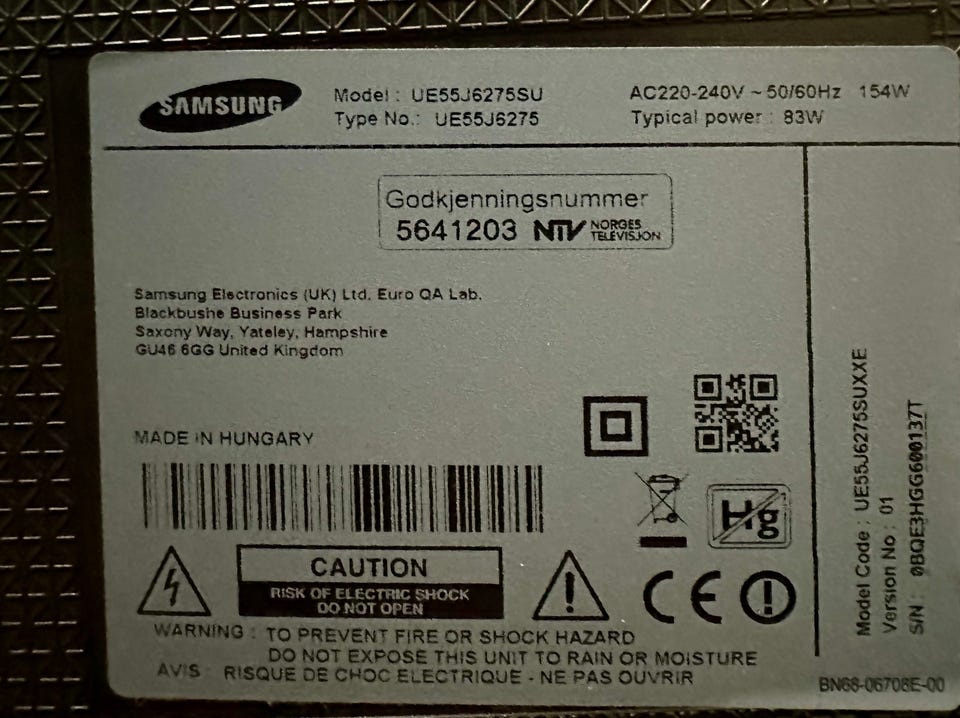 SAMSUNG
Model : UE55J6275SU
Type No.: UE55J6275
AC220-240V ~ 50/60Hz 154W
Typical power : 83W
Godkjenningsnummer
5641203 NTV NORGES TELEVISJON
Samsung Electronics (UK) Ltd. Euro QA Lab.
Blackbushe Business Park
Saxony Way, Yateley, Hampshire
GU46 6GG United Kingdom
MADE IN HUNGARY
Hg
CAUTION
RISK OF ELECTRIC SHOCK
DO NOT OPEN
CE
WARNING : TO PREVENT FIRE OR SHOCK HAZARD
DO NOT EXPOSE THIS UNIT TO RAIN OR MOISTURE
AVIS : RISQUE DE CHOC ELECTRIQUE - NE PAS OUVRIR
Model Code : UE55J6275SUXXE
Version No : 01
S/N : 0BQE3HGG600137T
BN68-06708E-00